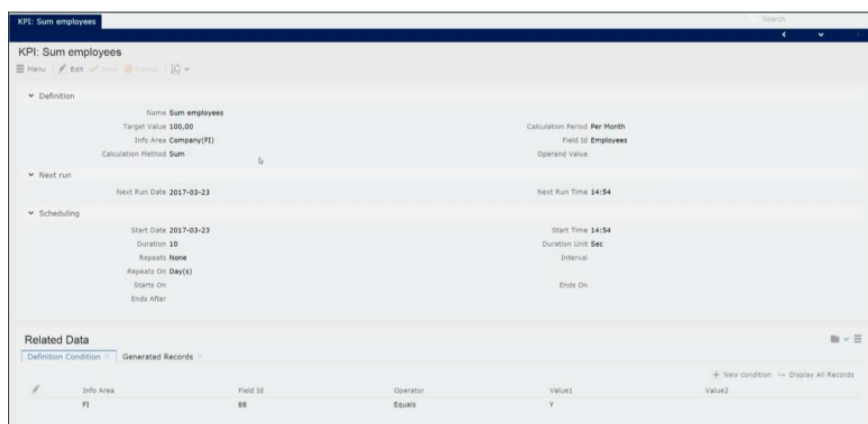 KPI: Sum employees
Search
KPI: Sum employees
Menu Edit Save Cancel
Definition
Name Sum employees
Target Value 100,00 Calculation Period Per Month
Info Area Company(FI) Field Id Employees
Calculation Method Sum Operand Value
Next run
Next Run Date 2017-03-23 Next Run Time 14:54
Scheduling
Start Date 2017-03-23 Start Time 14:54
Duration 10 Duration Unit Sec
Repeats None Interval
Repeats On Day(s)
Starts On Ends On
Ends After
Related Data
Definition Condition Generated Records
New condition Display All Records
Info Area Field Id Operator Value1 Value2
FI 88 Equals Y